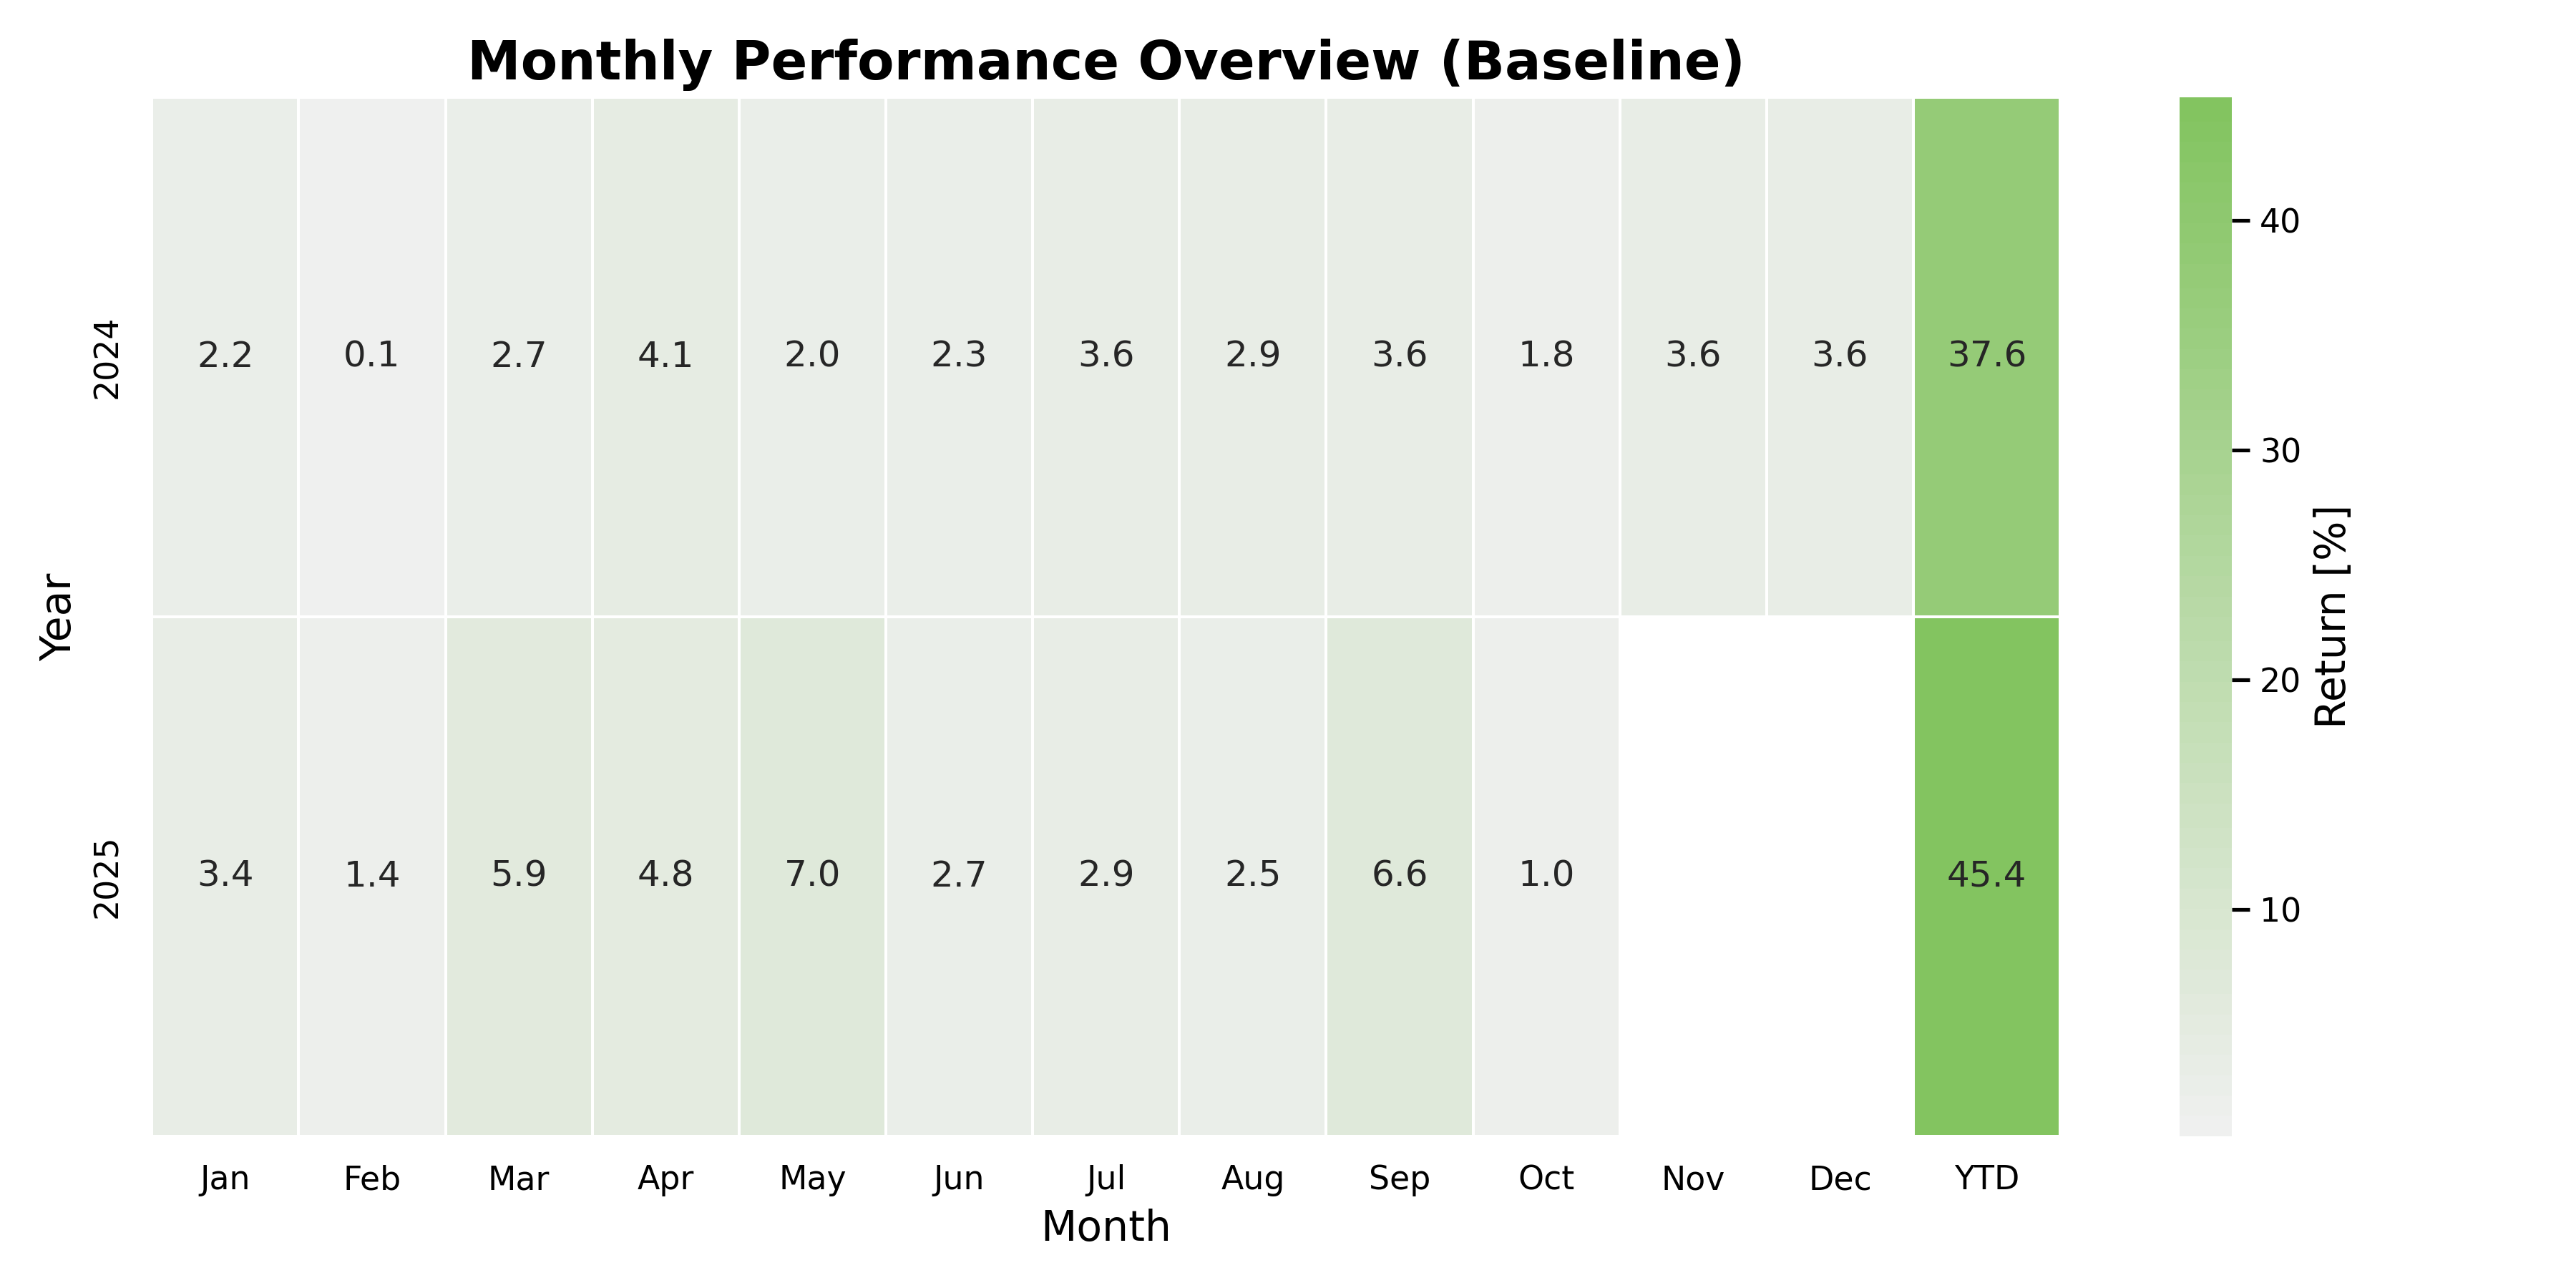 Monthly Performance Overview (Baseline)
Year
2024
2.2 0.1 2.7 4.1 2.0 2.3 3.6 2.9 3.6 1.8 3.6 3.6 37.6
2025
3.4 1.4 5.9 4.8 7.0 2.7 2.9 2.5 6.6 1.0 45.4
Jan Feb Mar Apr May Jun Jul Aug Sep Oct Nov Dec YTD
Month
40
30
20
10
Return [%]